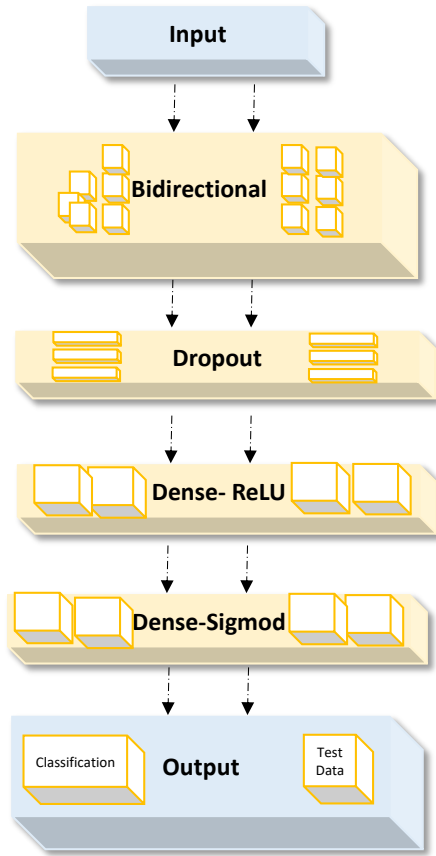 Input
Bidirectional
Dropout
Dense- ReLU
Dense-Sigmod
Classification
Output
Test
Data